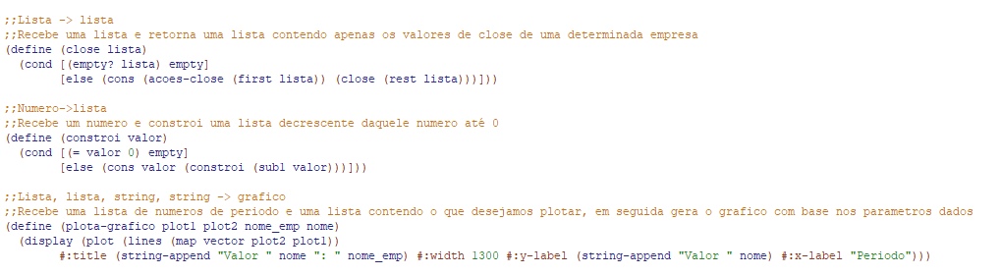 ;;Lista -> lista
;;Recebe uma lista e retorna uma lista contendo apenas os valores de close de uma determinada empresa
(define (close lista)
  (cond [(empty? lista) empty]
        [else (cons (acoes-close (first lista)) (close (rest lista)))]))
;;Numero->lista
;;Recebe um numero e constroi uma lista decrescente daquele numero até 0
(define (constroi valor)
  (cond [(= valor 0) empty]
        [else (cons valor (constroi (sub1 valor)))]))
;;Lista, lista, string, string -> grafico
;;Recebe uma lista de numeros de periodo e uma lista contendo o que desejamos plotar, em seguida gera o grafico com base nos parametros dados
(define (plota-grafico plot1 plot2 nome_emp nome)
  (display (plot (lines (map vector plot2 plot1))
        #:title (string-append "Valor " nome ": " nome_emp) #:width 1300 #:y-label (string-append "Valor " nome) #:x-label "Periodo")))